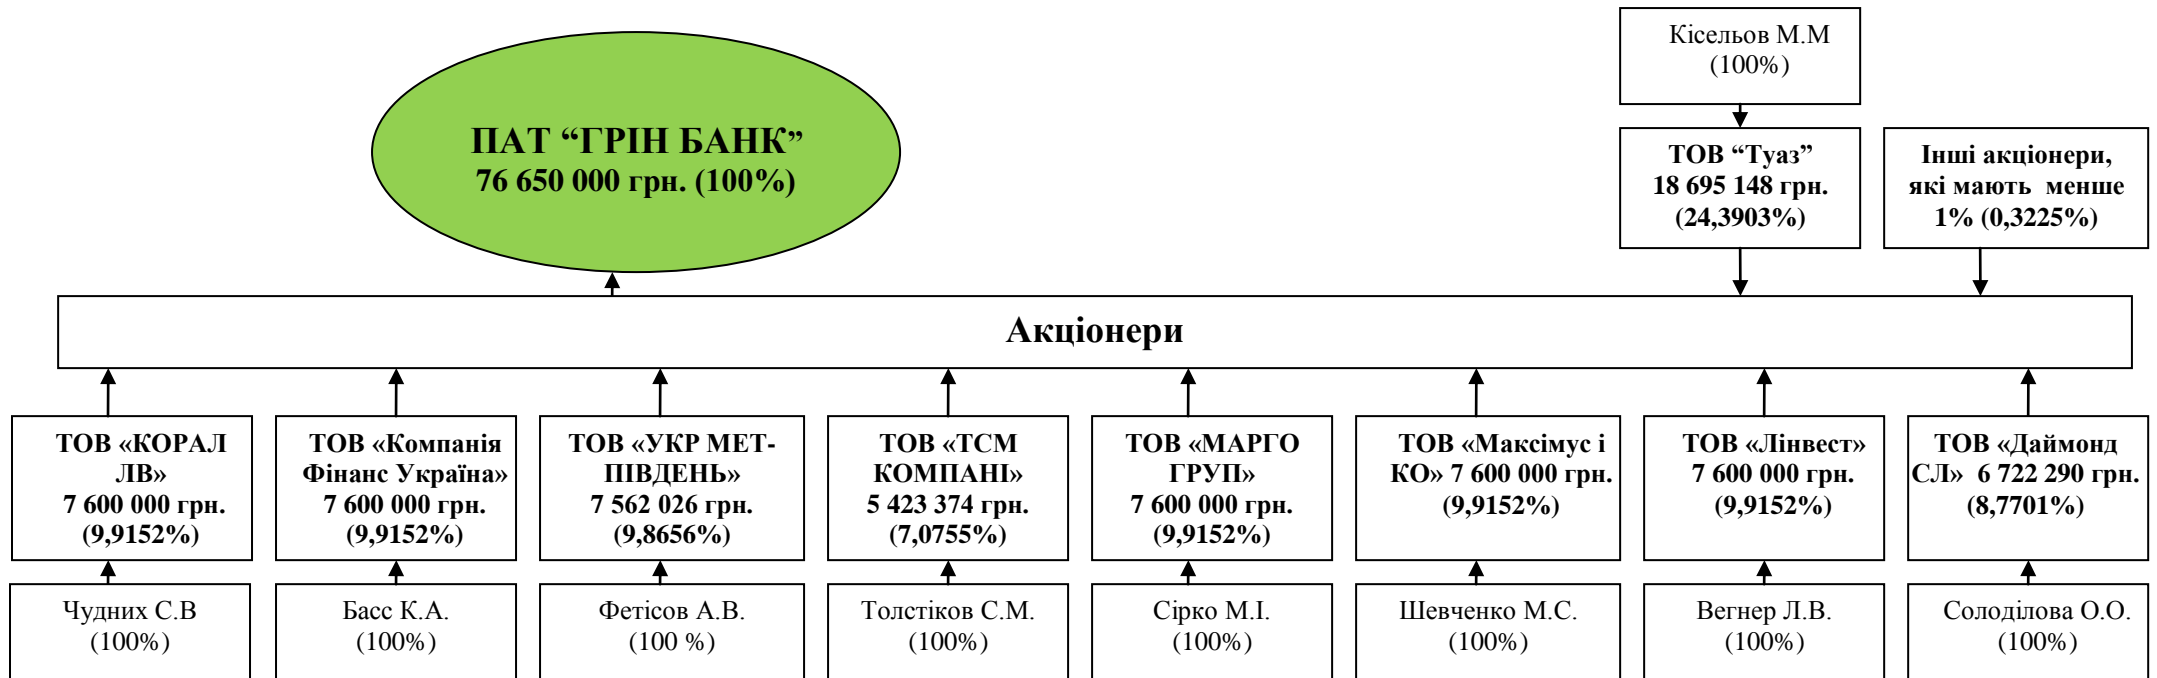 Кісельов М.М
(100%)
ПАТ “ГРІН БАНК”
76 650 000 грн. (100%)
ТОВ “Туаз”
18 695 148 грн.
(24,3903%)
Інші акціонери,
які мають менше
1% (0,3225%)
Акціонери
ТОВ «КОРАЛ
ЛВ»
7 600 000 грн.
(9,9152%)
ТОВ «Компанія
Фінанс Україна»
7 600 000 грн.
(9,9152%)
ТОВ «УКР МЕТ-
ПІВДЕНЬ»
7 562 026 грн.
(9,8656%)
ТОВ «ТСМ
КОМПАНІ»
5 423 374 грн.
(7,0755%)
ТОВ «МАРГО
ГРУП»
7 600 000 грн.
(9,9152%)
ТОВ «Максімус і
КО» 7 600 000 грн.
(9,9152%)
ТОВ «Лінвест»
7 600 000 грн.
(9,9152%)
ТОВ «Даймонд
СЛ» 6 722 290 грн.
(8,7701%)
Чудних С.В
(100%)
Басс К.А.
(100%)
Фетісов А.В.
(100 %)
Толстіков С.М.
(100%)
Сірко М.І.
(100%)
Шевченко М.С.
(100%)
Вегнер Л.В.
(100%)
Солоділова О.О.
(100%)